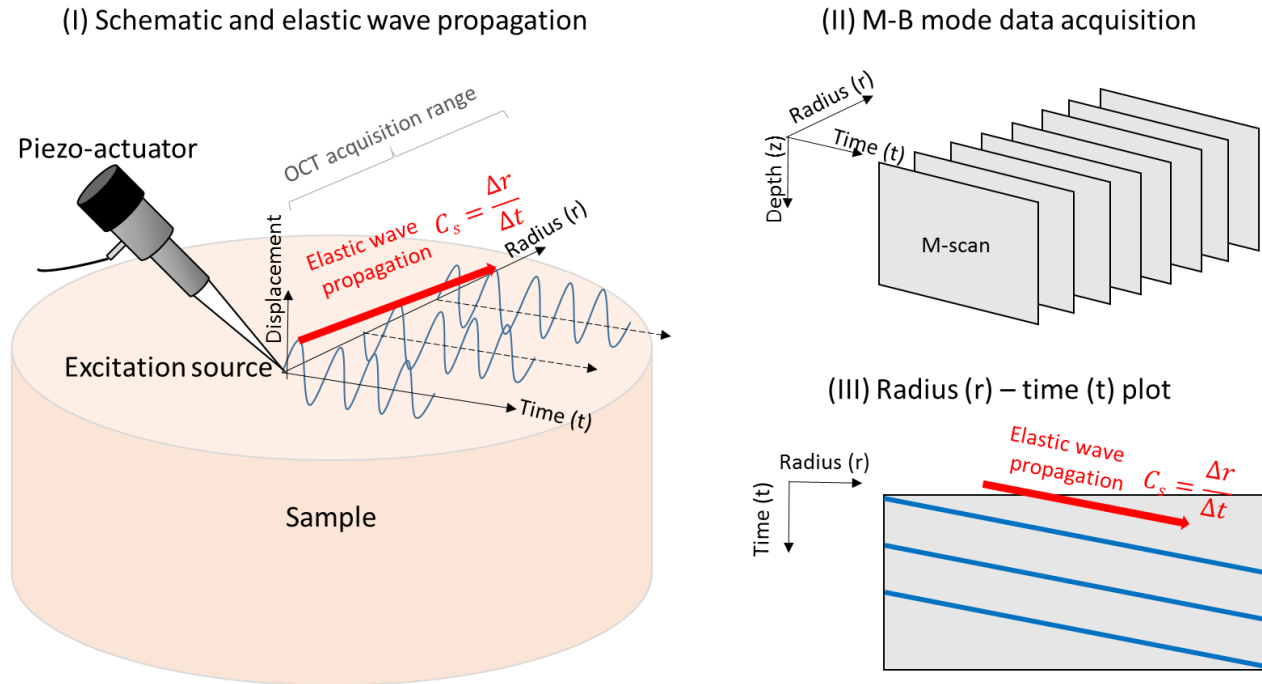 (I) Schematic and elastic wave propagation
OCT acquisition range
Piezo-actuator
Displacement
Elastic wave
propagation
C_s = Δr/Δt
Radius (r)
Excitation source
Time (t)
Sample
(II) M-B mode data acquisition
Radius (r)
Time (t)
Depth (z)
M-scan
(III) Radius (r) – time (t) plot
Radius (r)
Time (t)
Elastic wave
propagation
C_s = Δr/Δt